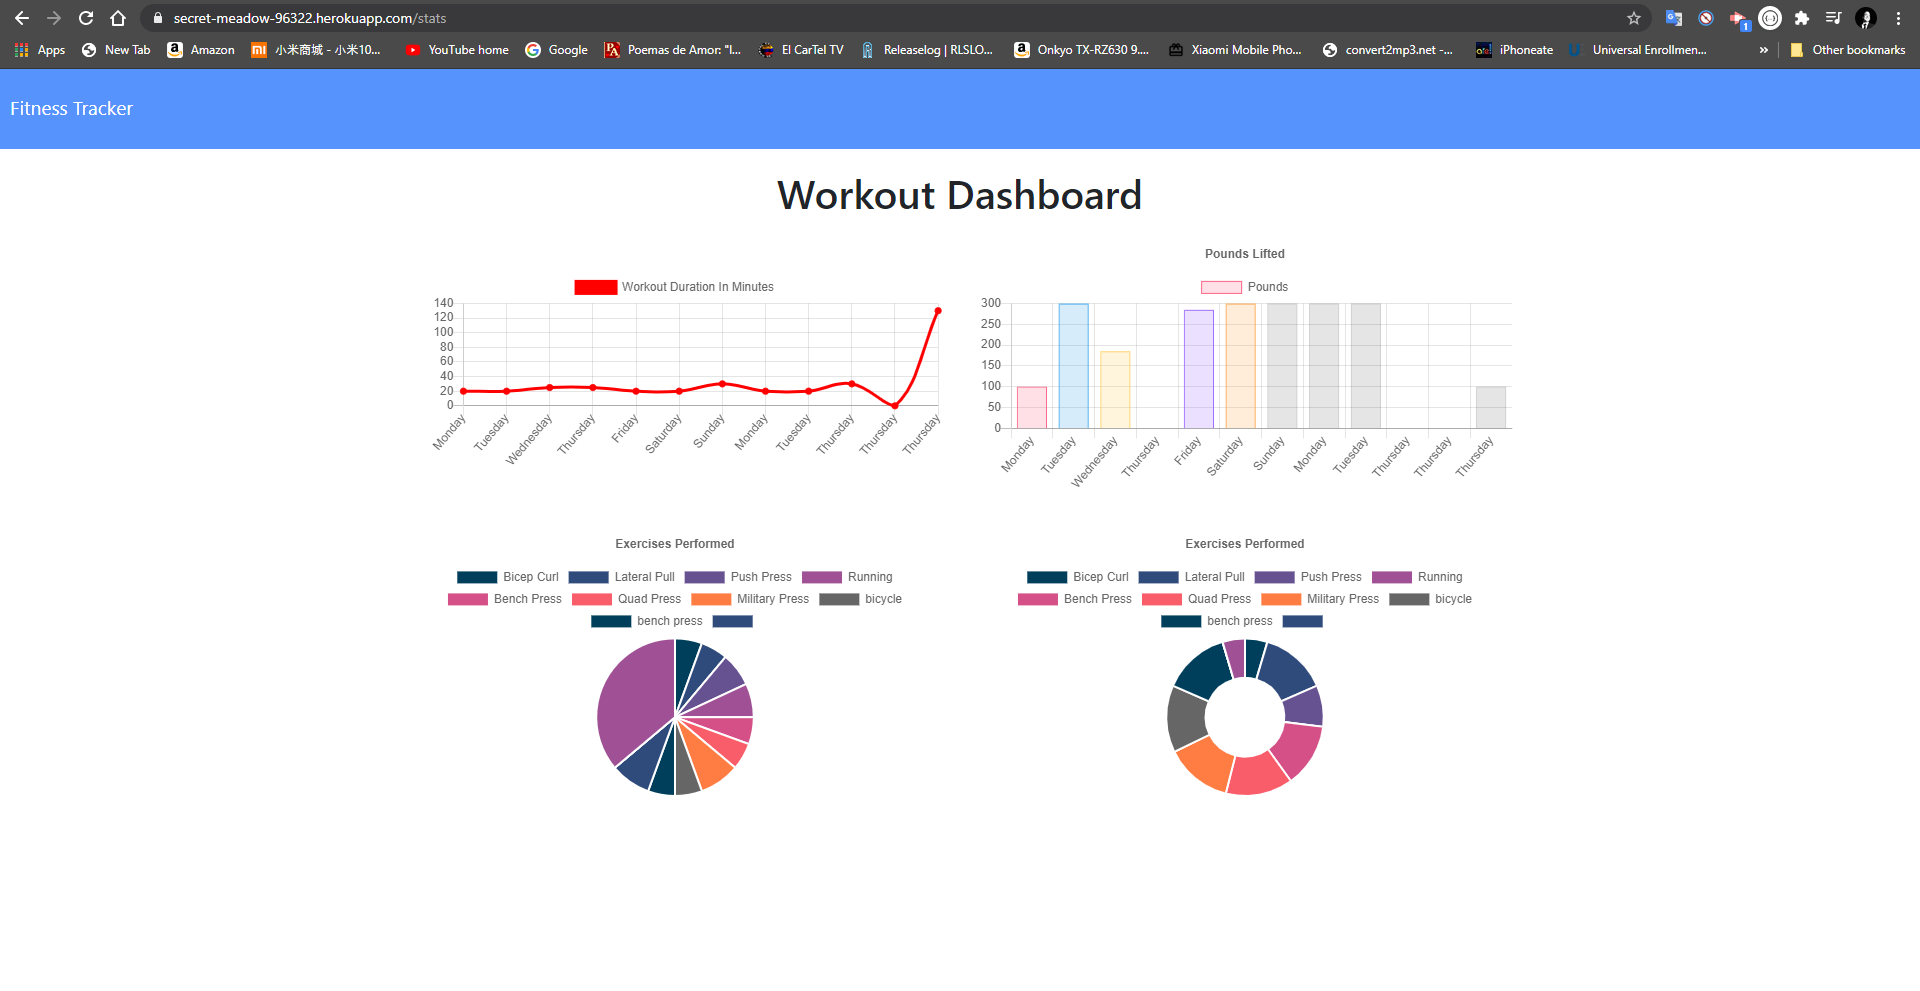 secret-meadow-96322.herokuapp.com/stats
1
Apps New Tab Amazon 小米商城 - 小米10... YouTube home Google Poemas de Amor: "I... El CarTel TV Releaselog | RLSLO... Onkyo TX-RZ630 9.... Xiaomi Mobile Pho... convert2mp3.net -... iPhoneate Universal Enrollmen... » Other bookmarks
Fitness Tracker
Workout Dashboard
Workout Duration In Minutes
140
120
100
80
60
40
20
0
Monday Tuesday Wednesday Thursday Friday Saturday Sunday Monday Tuesday Thursday Thursday Thursday
Pounds Lifted
Pounds
300
250
200
150
100
50
0
Monday Tuesday Wednesday Thursday Friday Saturday Sunday Monday Tuesday Thursday Thursday Thursday
Exercises Performed
Bicep Curl Lateral Pull Push Press Running
Bench Press Quad Press Military Press bicycle
bench press
Exercises Performed
Bicep Curl Lateral Pull Push Press Running
Bench Press Quad Press Military Press bicycle
bench press